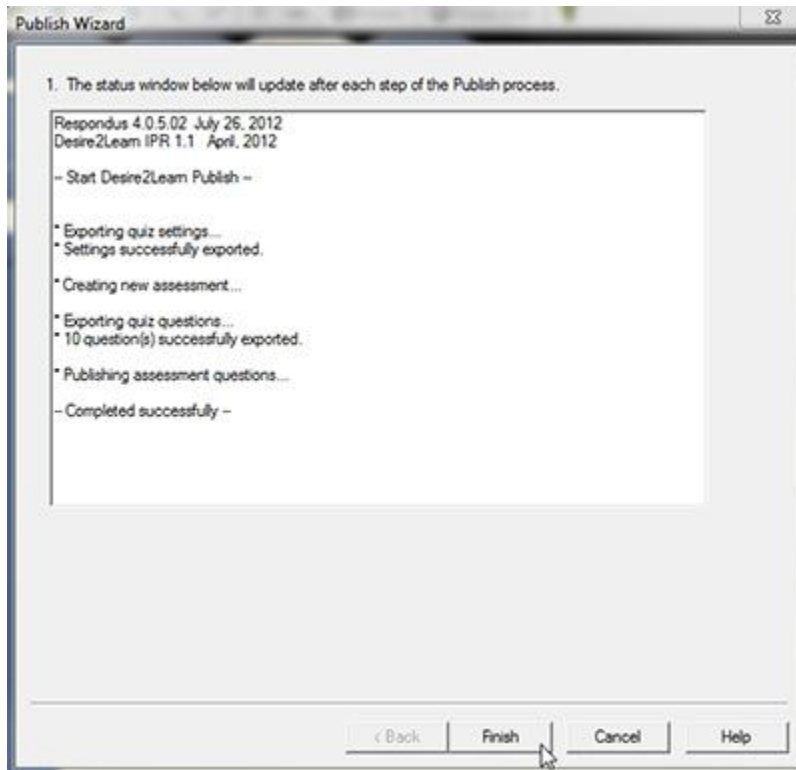 Publish Wizard
1. The status window below will update after each step of the Publish process.
Respondus 4.0.5.02 July 26, 2012
Desire2Learn IPR 1.1 April, 2012
-- Start Desire2Learn Publish --
* Exporting quiz settings...
* Settings successfully exported.
* Creating new assessment...
* Exporting quiz questions...
* 10 question(s) successfully exported.
* Publishing assessment questions...
-- Completed successfully --
< Back Finish Cancel Help